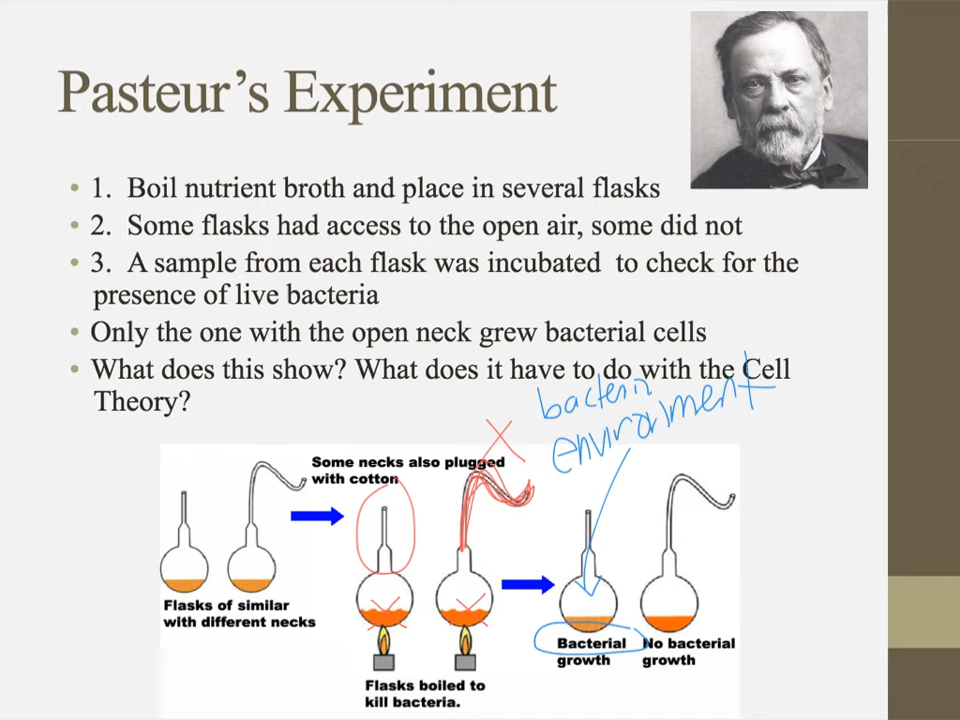 Pasteur's Experiment
• 1. Boil nutrient broth and place in several flasks
• 2. Some flasks had access to the open air, some did not
• 3. A sample from each flask was incubated to check for the
presence of live bacteria
• Only the one with the open neck grew bacterial cells
• What does this show? What does it have to do with the Cell
Theory?
bacteria
environment
Some necks also plugged
with cotton
Flasks of similar
with different necks
Flasks boiled to
kill bacteria.
Bacterial
growth
No bacterial
growth